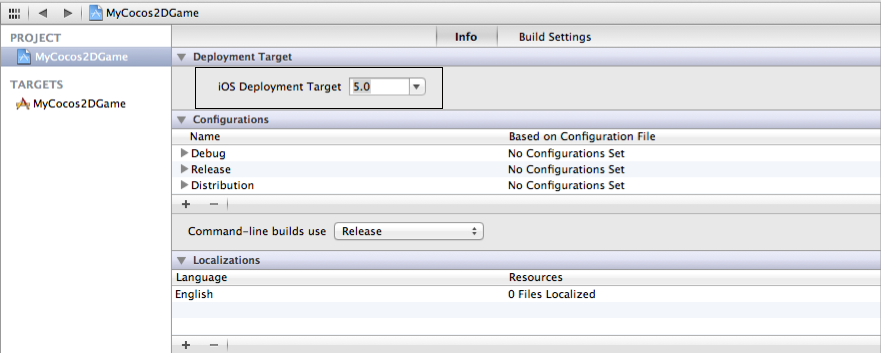 MyCocos2DGame
PROJECT
MyCocos2DGame
TARGETS
MyCocos2DGame
Info Build Settings
Deployment Target
iOS Deployment Target 5.0
Configurations
Name Based on Configuration File
Debug No Configurations Set
Release No Configurations Set
Distribution No Configurations Set
+ −
Command-line builds use Release
Localizations
Language Resources
English 0 Files Localized
+ −